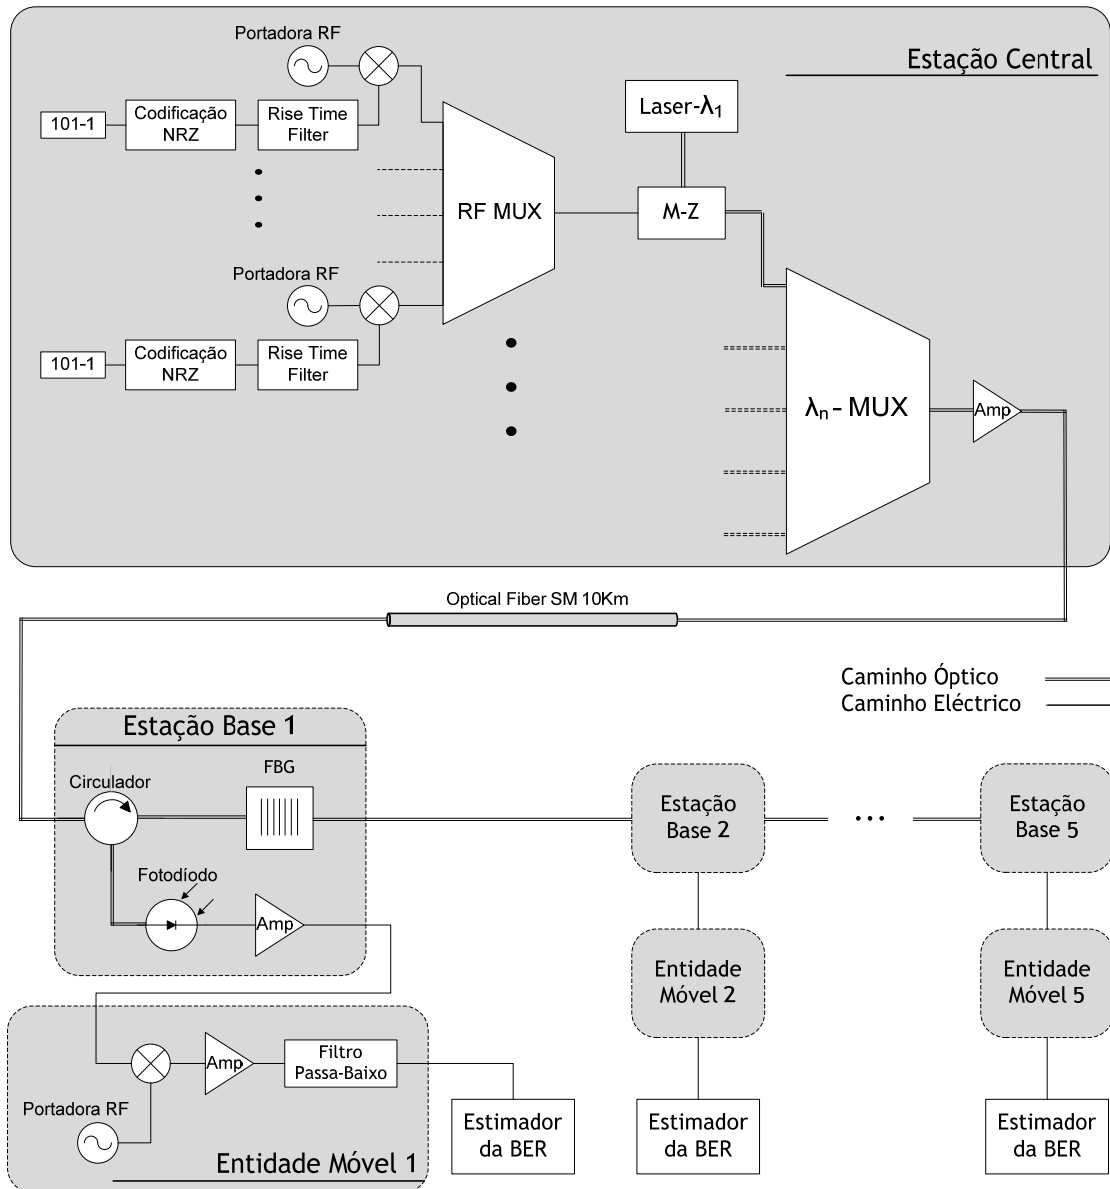 Portadora RF
Estação Central
Laser-λ1
101-1
Codificação
NRZ
Rise Time
Filter
RF MUX
M-Z
Portadora RF
101-1
Codificação
NRZ
Rise Time
Filter
λn - MUX
Amp
Optical Fiber SM 10Km
Caminho Óptico
Caminho Eléctrico
Estação Base 1
Circulador
FBG
Fotodíodo
Amp
Estação
Base 2
...
Estação
Base 5
Entidade
Móvel 2
Entidade
Móvel 5
Amp
Filtro
Passa-Baixo
Portadora RF
Entidade Móvel 1
Estimador
da BER
Estimador
da BER
Estimador
da BER